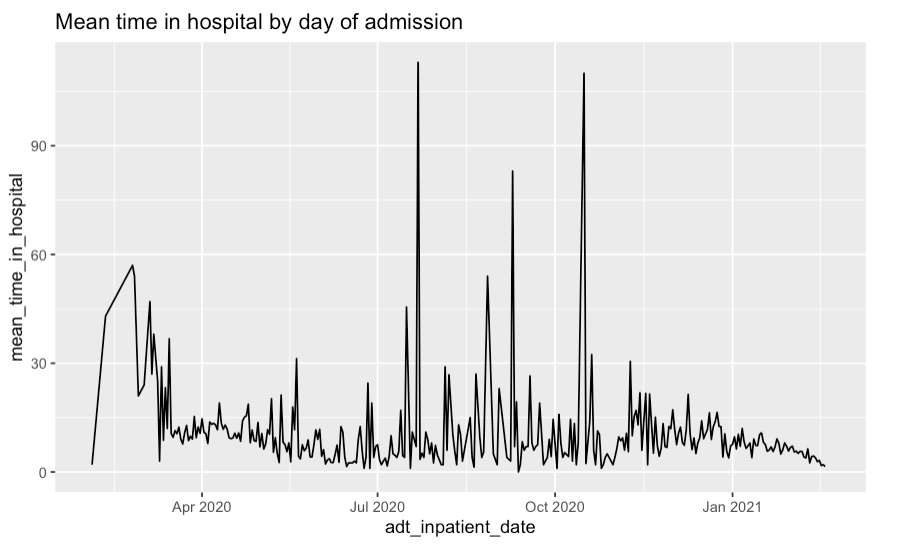 Mean time in hospital by day of admission
mean_time_in_hospital
90
60
30
0
Apr 2020
Jul 2020
Oct 2020
Jan 2021
adt_inpatient_date